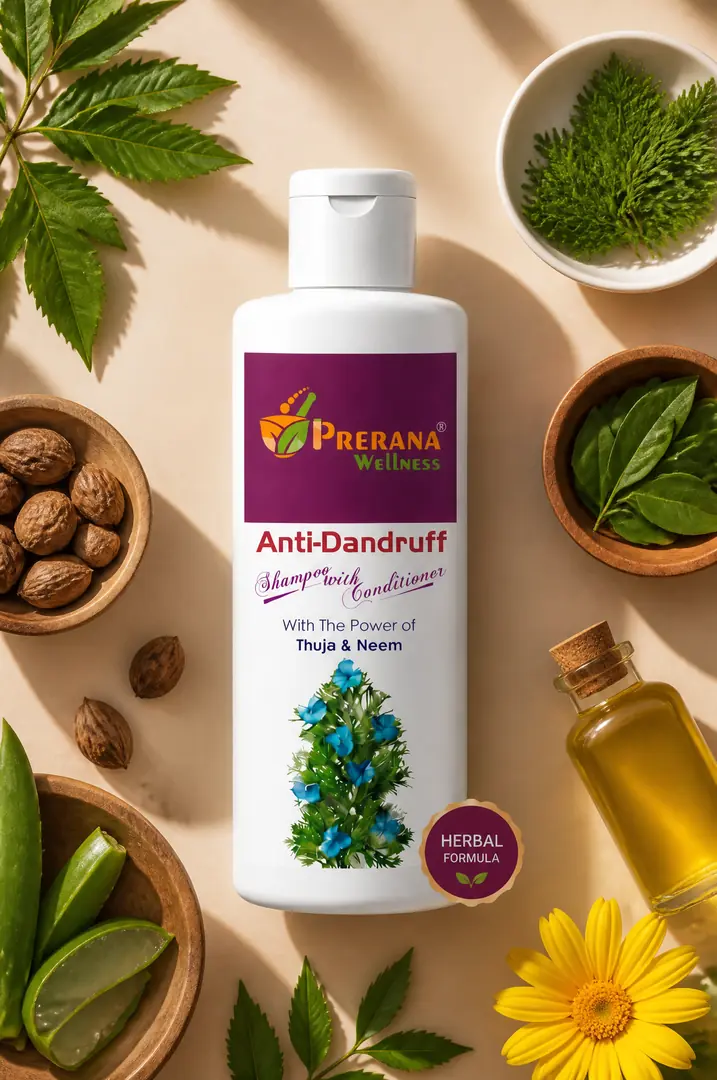 PRERANA®
WELLNESS
Anti-Dandruff
Shampoo with Conditioner
With The Power of
Thuja & Neem
HERBAL
FORMULA